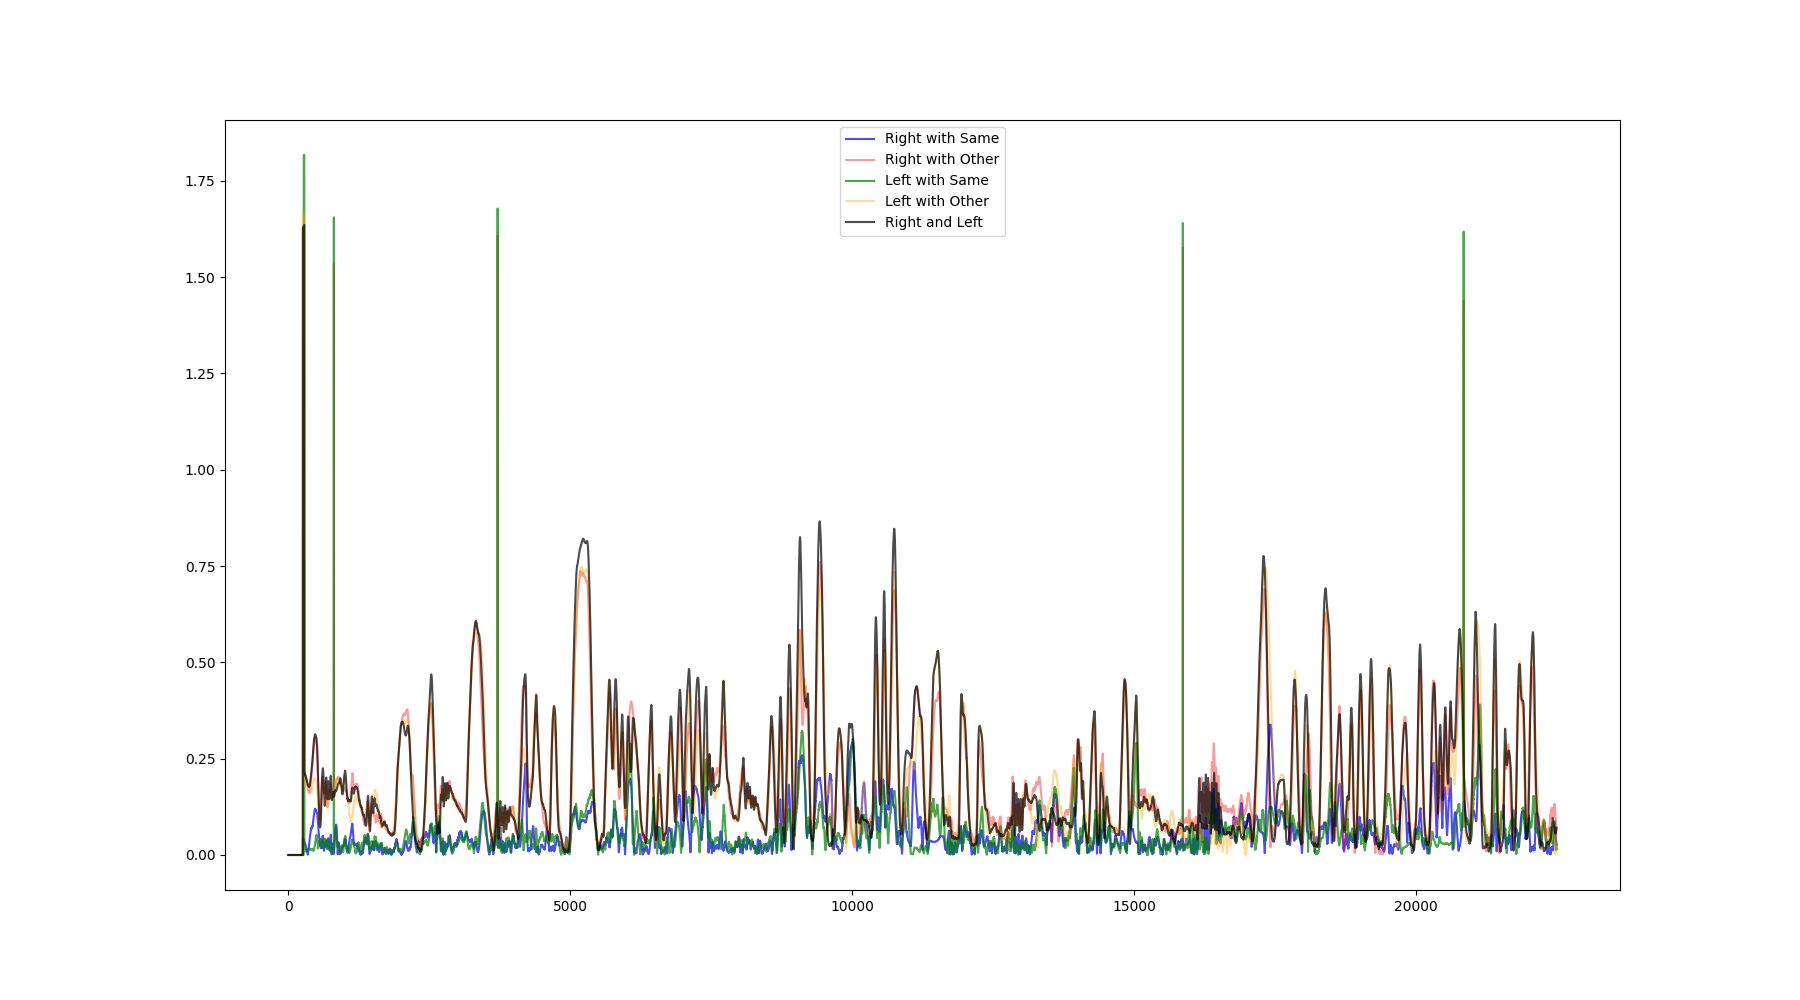 Right with Same
Right with Other
Left with Same
Left with Other
Right and Left
1.75
1.50
1.25
1.00
0.75
0.50
0.25
0.00
0 5000 10000 15000 20000